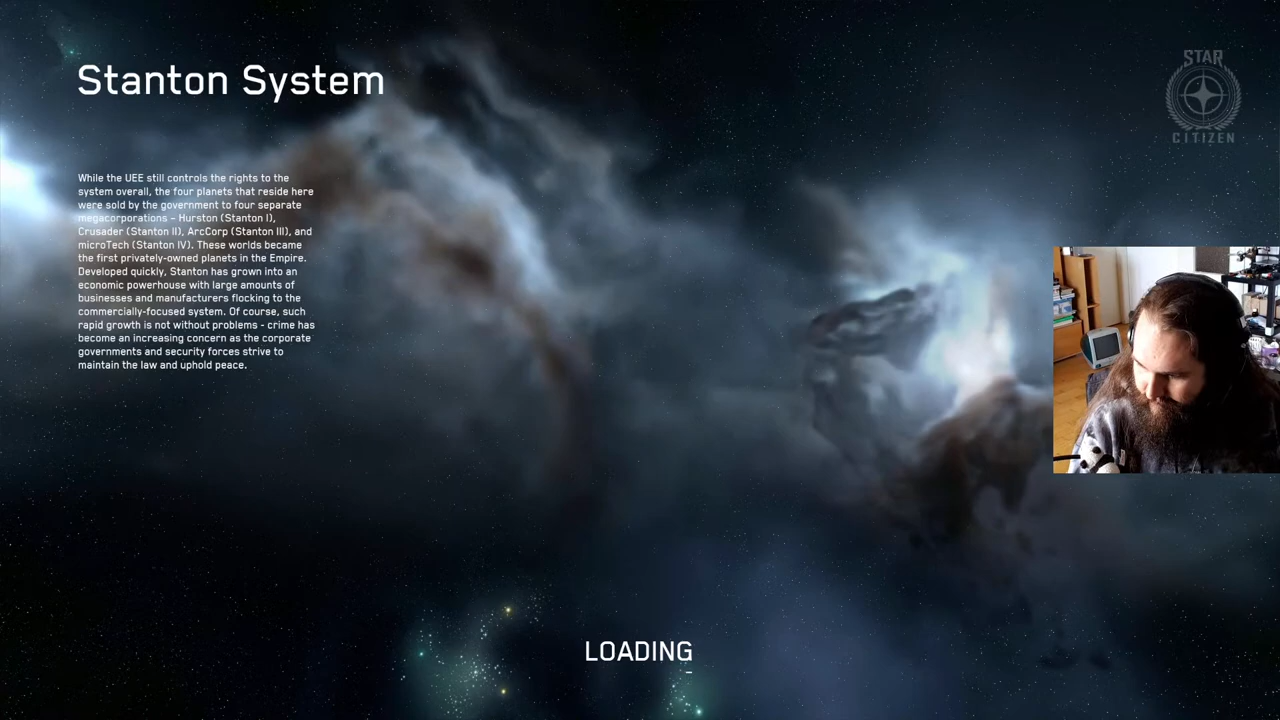 Stanton System
STAR
CITIZEN
While the UEE still controls the rights to the
system overall, the four planets that reside here
were sold by the government to four separate
megacorporations – Hurston (Stanton I),
Crusader (Stanton II), ArcCorp (Stanton III), and
microTech (Stanton IV). These worlds became
the first privately-owned planets in the Empire.
Developed quickly, Stanton has grown into an
economic powerhouse with large amounts of
businesses and manufacturers flocking to the
commercially-focused system. Of course, such
rapid growth is not without problems - crime has
become an increasing concern as the corporate
governments and security forces strive to
maintain the law and uphold peace.
LOADING